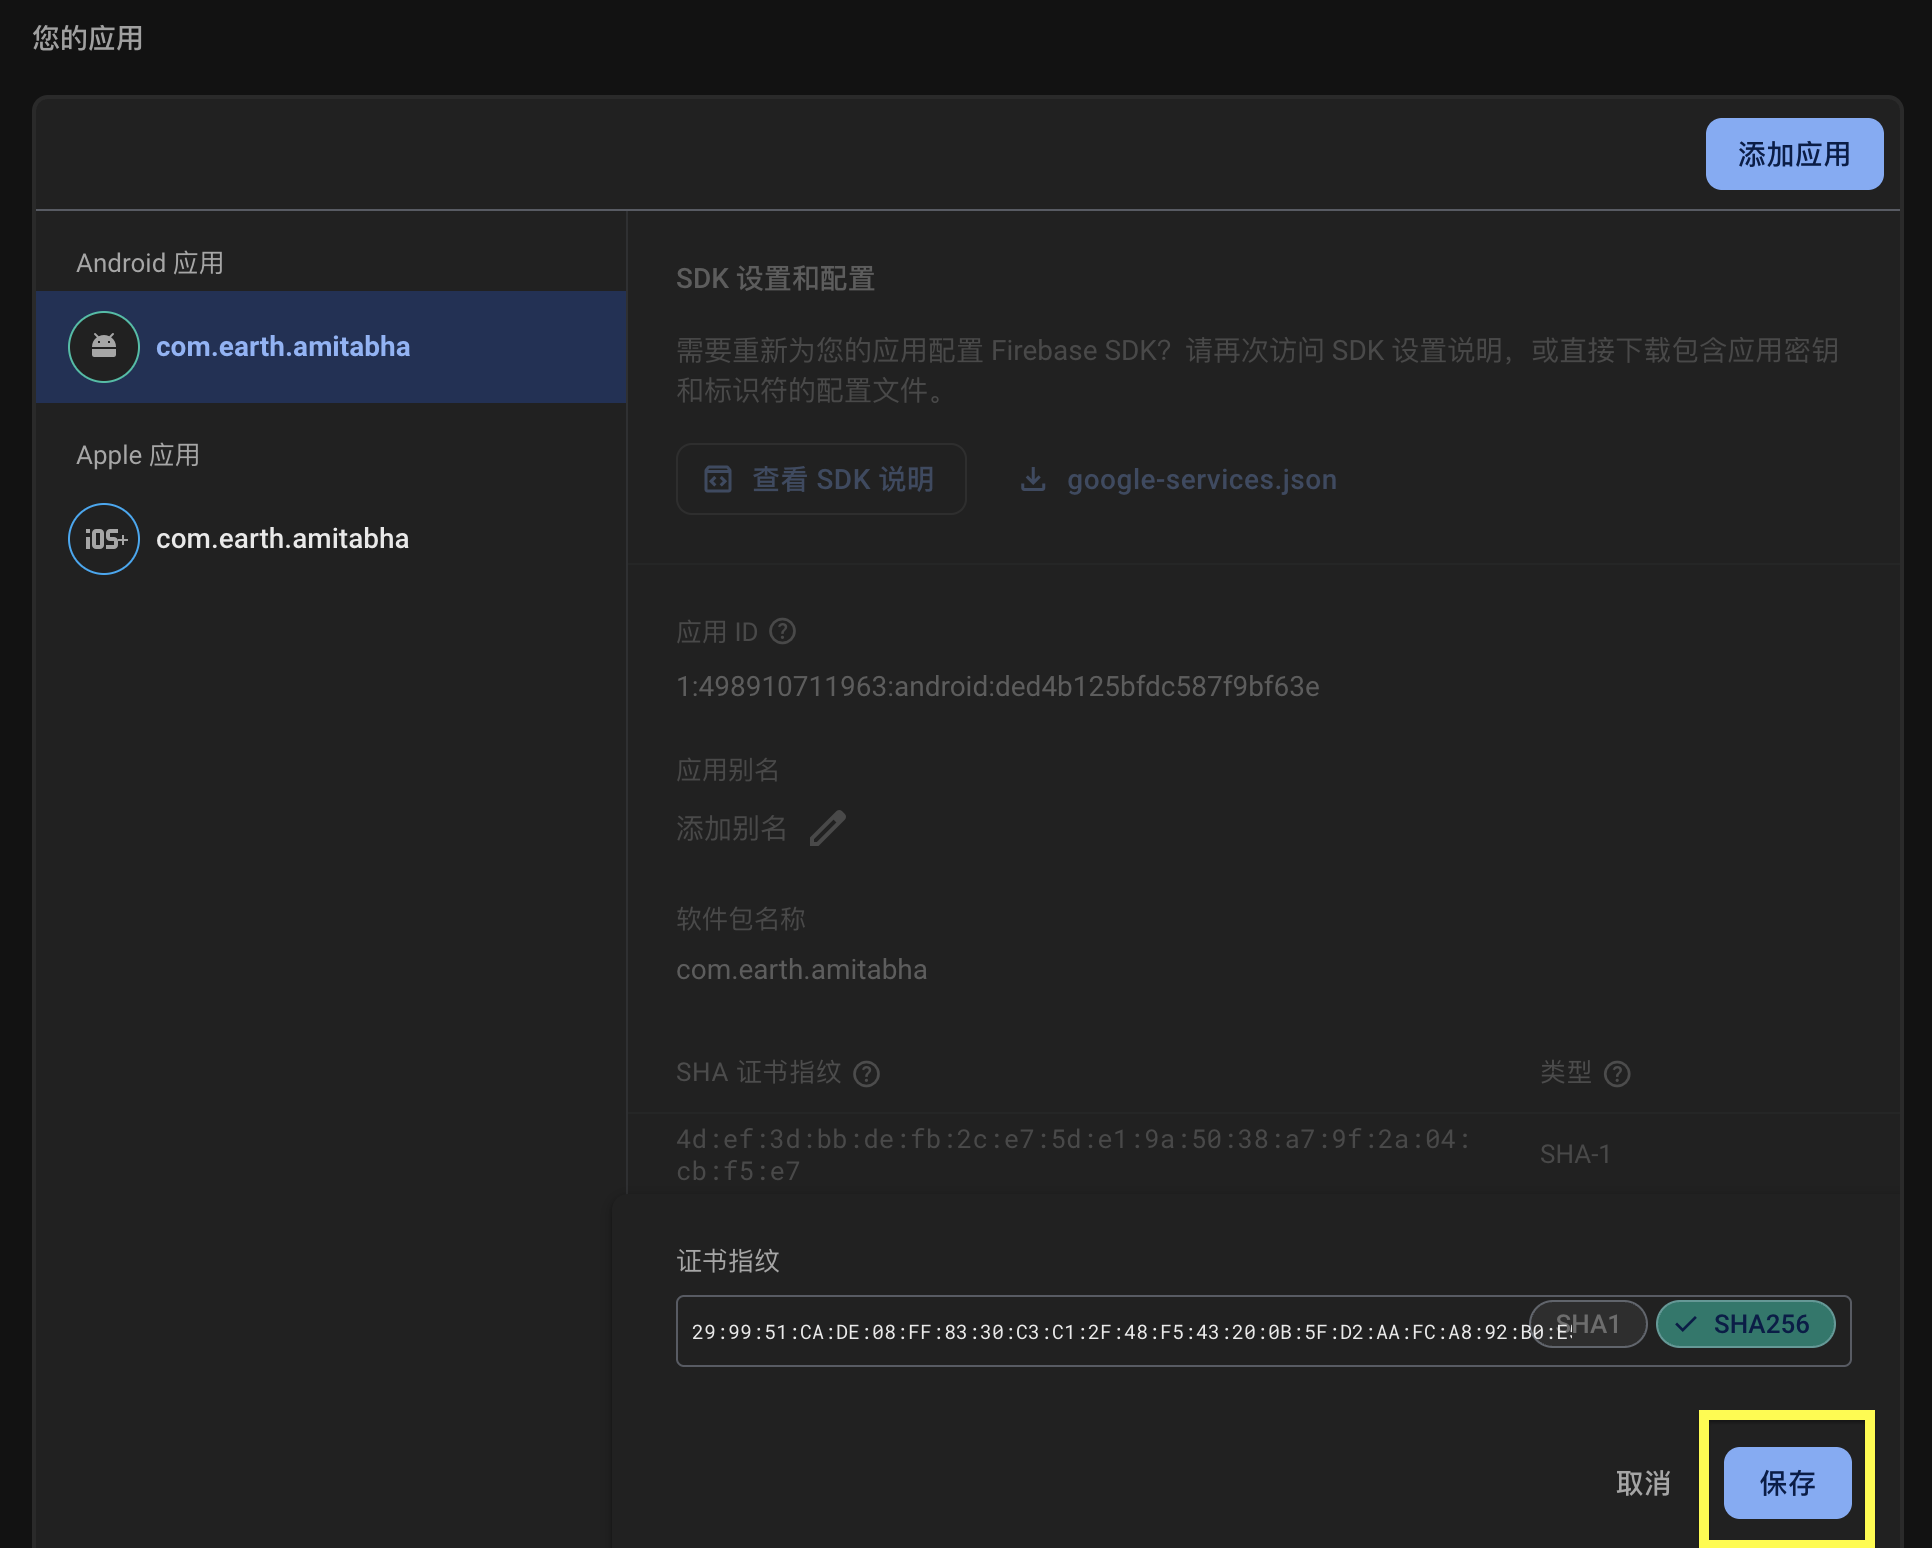 您的应用
添加应用
Android 应用
com.earth.amitabha
Apple 应用
iOS+
com.earth.amitabha
SDK 设置和配置
需要重新为您的应用配置 Firebase SDK？请再次访问 SDK 设置说明，或直接下载包含应用密钥
和标识符的配置文件。
查看 SDK 说明
google-services.json
应用 ID
1:498910711963:android:ded4b125bfdc587f9bf63e
应用别名
添加别名
软件包名称
com.earth.amitabha
SHA 证书指纹
类型
4d:ef:3d:bb:de:fb:2c:e7:5d:e1:9a:50:38:a7:9f:2a:04:
cb:f5:e7
SHA-1
证书指纹
29:99:51:CA:DE:08:FF:83:30:C3:C1:2F:48:F5:43:20:0B:5F:D2:AA:FC:A8:92:B0:E
SHA1
SHA256
取消
保存